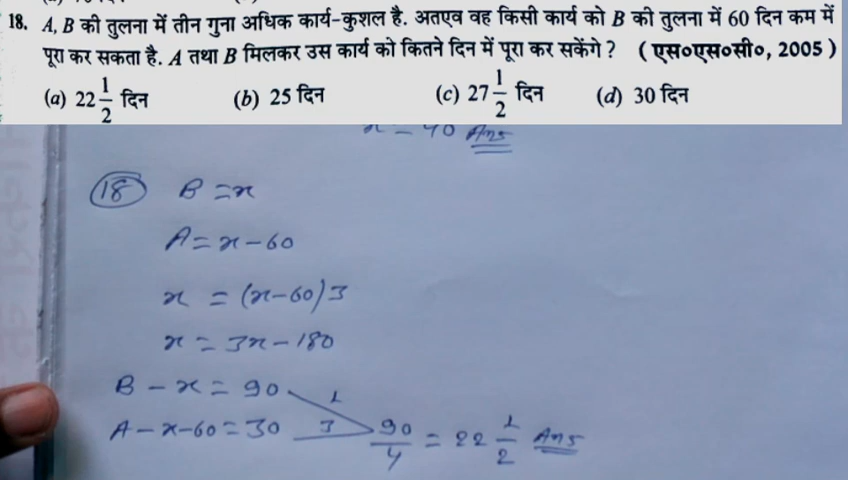 18. A, B की तुलना में तीन गुना अधिक कार्य-कुशल है. अतएव वह किसी कार्य को B की तुलना में 60 दिन कम में
पूरा कर सकता है. A तथा B मिलकर उस कार्य को कितने दिन में पूरा कर सकेंगे ? ( एस०एस०सी०, 2005 )
(a) 22 1/2 दिन (b) 25 दिन (c) 27 1/2 दिन (d) 30 दिन
x = 40 Ans
18 B = x
A = x - 60
x = (x-60)3
x = 3x - 180
B - x = 90 1
A - x-60 = 30 3 90/4 = 22 1/2 Ans